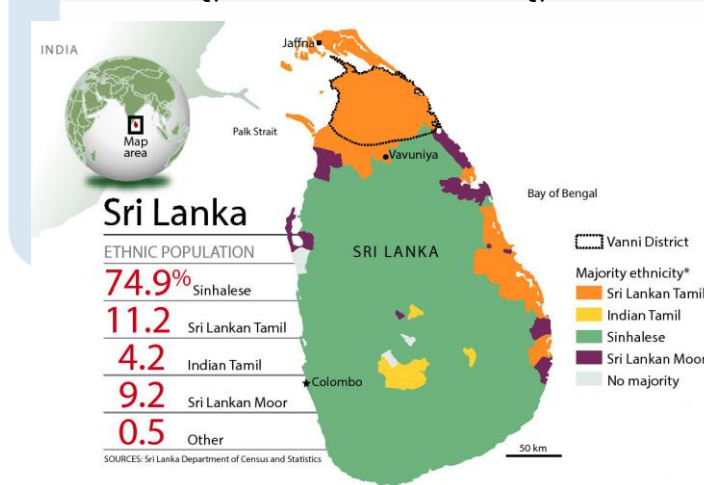 INDIA
Map
area
Jaffna
Palk Strait
Vavuniya
Bay of Bengal
SRI LANKA
Colombo
50 km
Sri Lanka
ETHNIC POPULATION
74.9% Sinhalese
11.2 Sri Lankan Tamil
4.2 Indian Tamil
9.2 Sri Lankan Moor
0.5 Other
SOURCES: Sri Lanka Department of Census and Statistics
Vanni District
Majority ethnicity*
Sri Lankan Tamil
Indian Tamil
Sinhalese
Sri Lankan Moor
No majority